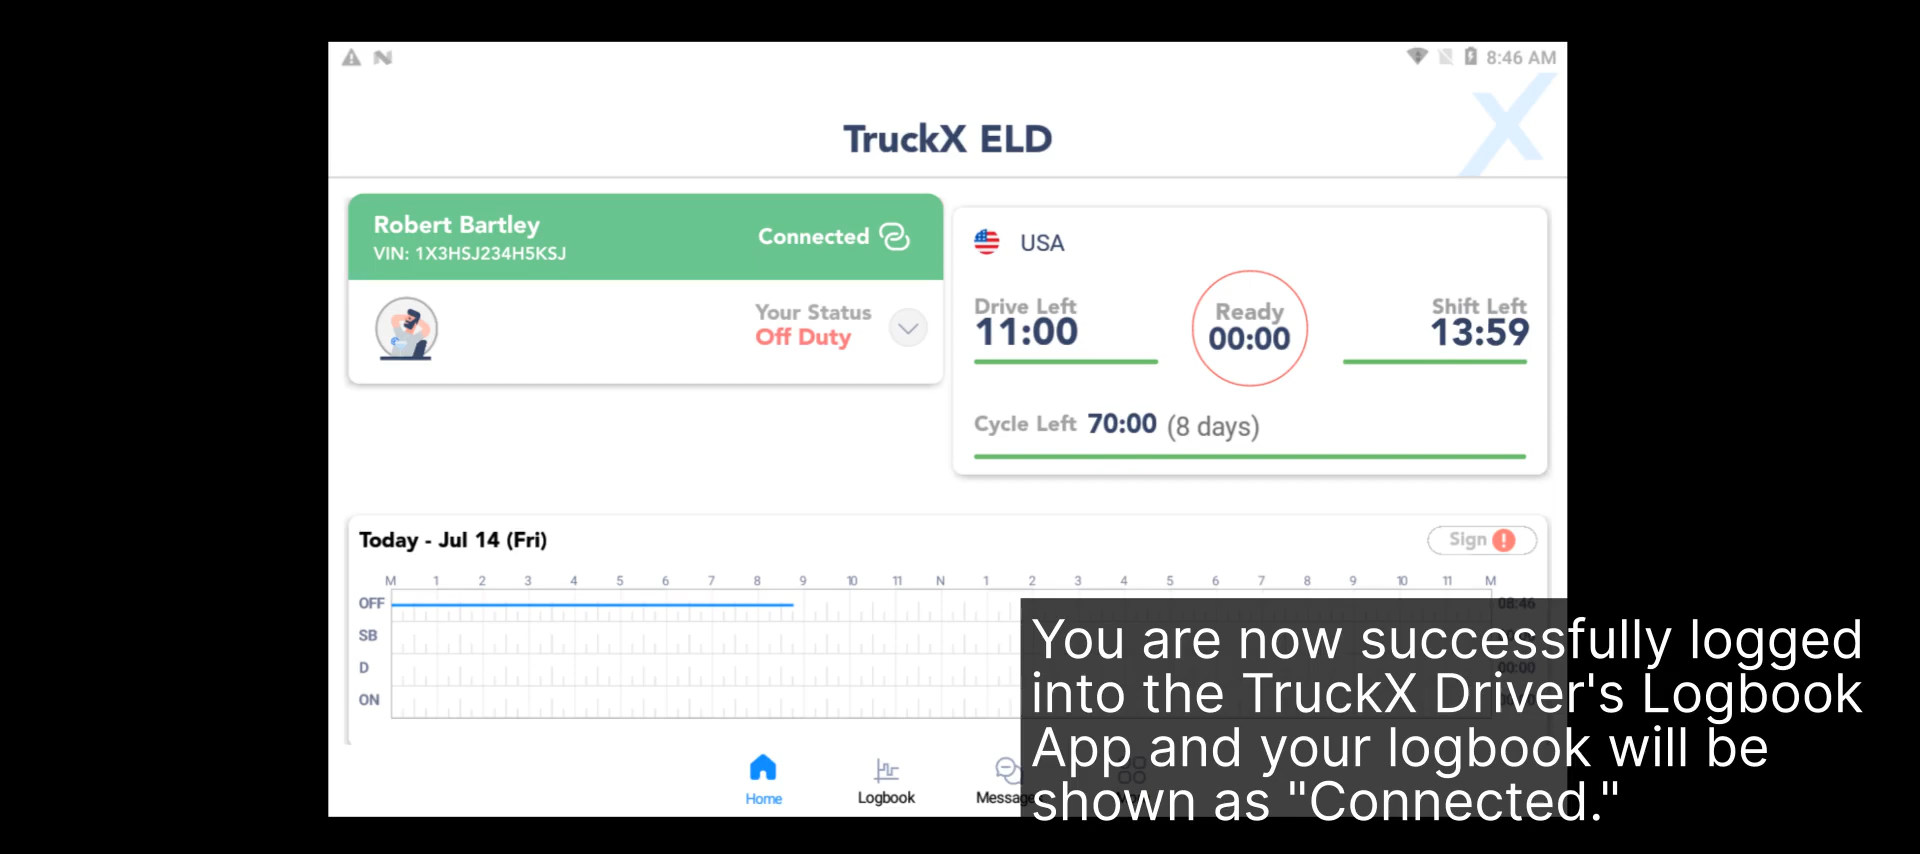 8:46 AM
TruckX ELD
Robert Bartley
VIN: 1X3HSJ234H5KSJ
Connected
Your Status
Off Duty
USA
Drive Left
11:00
Ready
00:00
Shift Left
13:59
Cycle Left 70:00 (8 days)
Today - Jul 14 (Fri)
Sign
M 1 2 3 4 5 6 7 8 9 10 11 N 1 2 3 4 5 6 7 8 9 10 11 M
OFF 08:46
SB
D 00:00
ON
Home Logbook
You are now successfully logged
into the TruckX Driver's Logbook
App and your logbook will be
shown as "Connected."